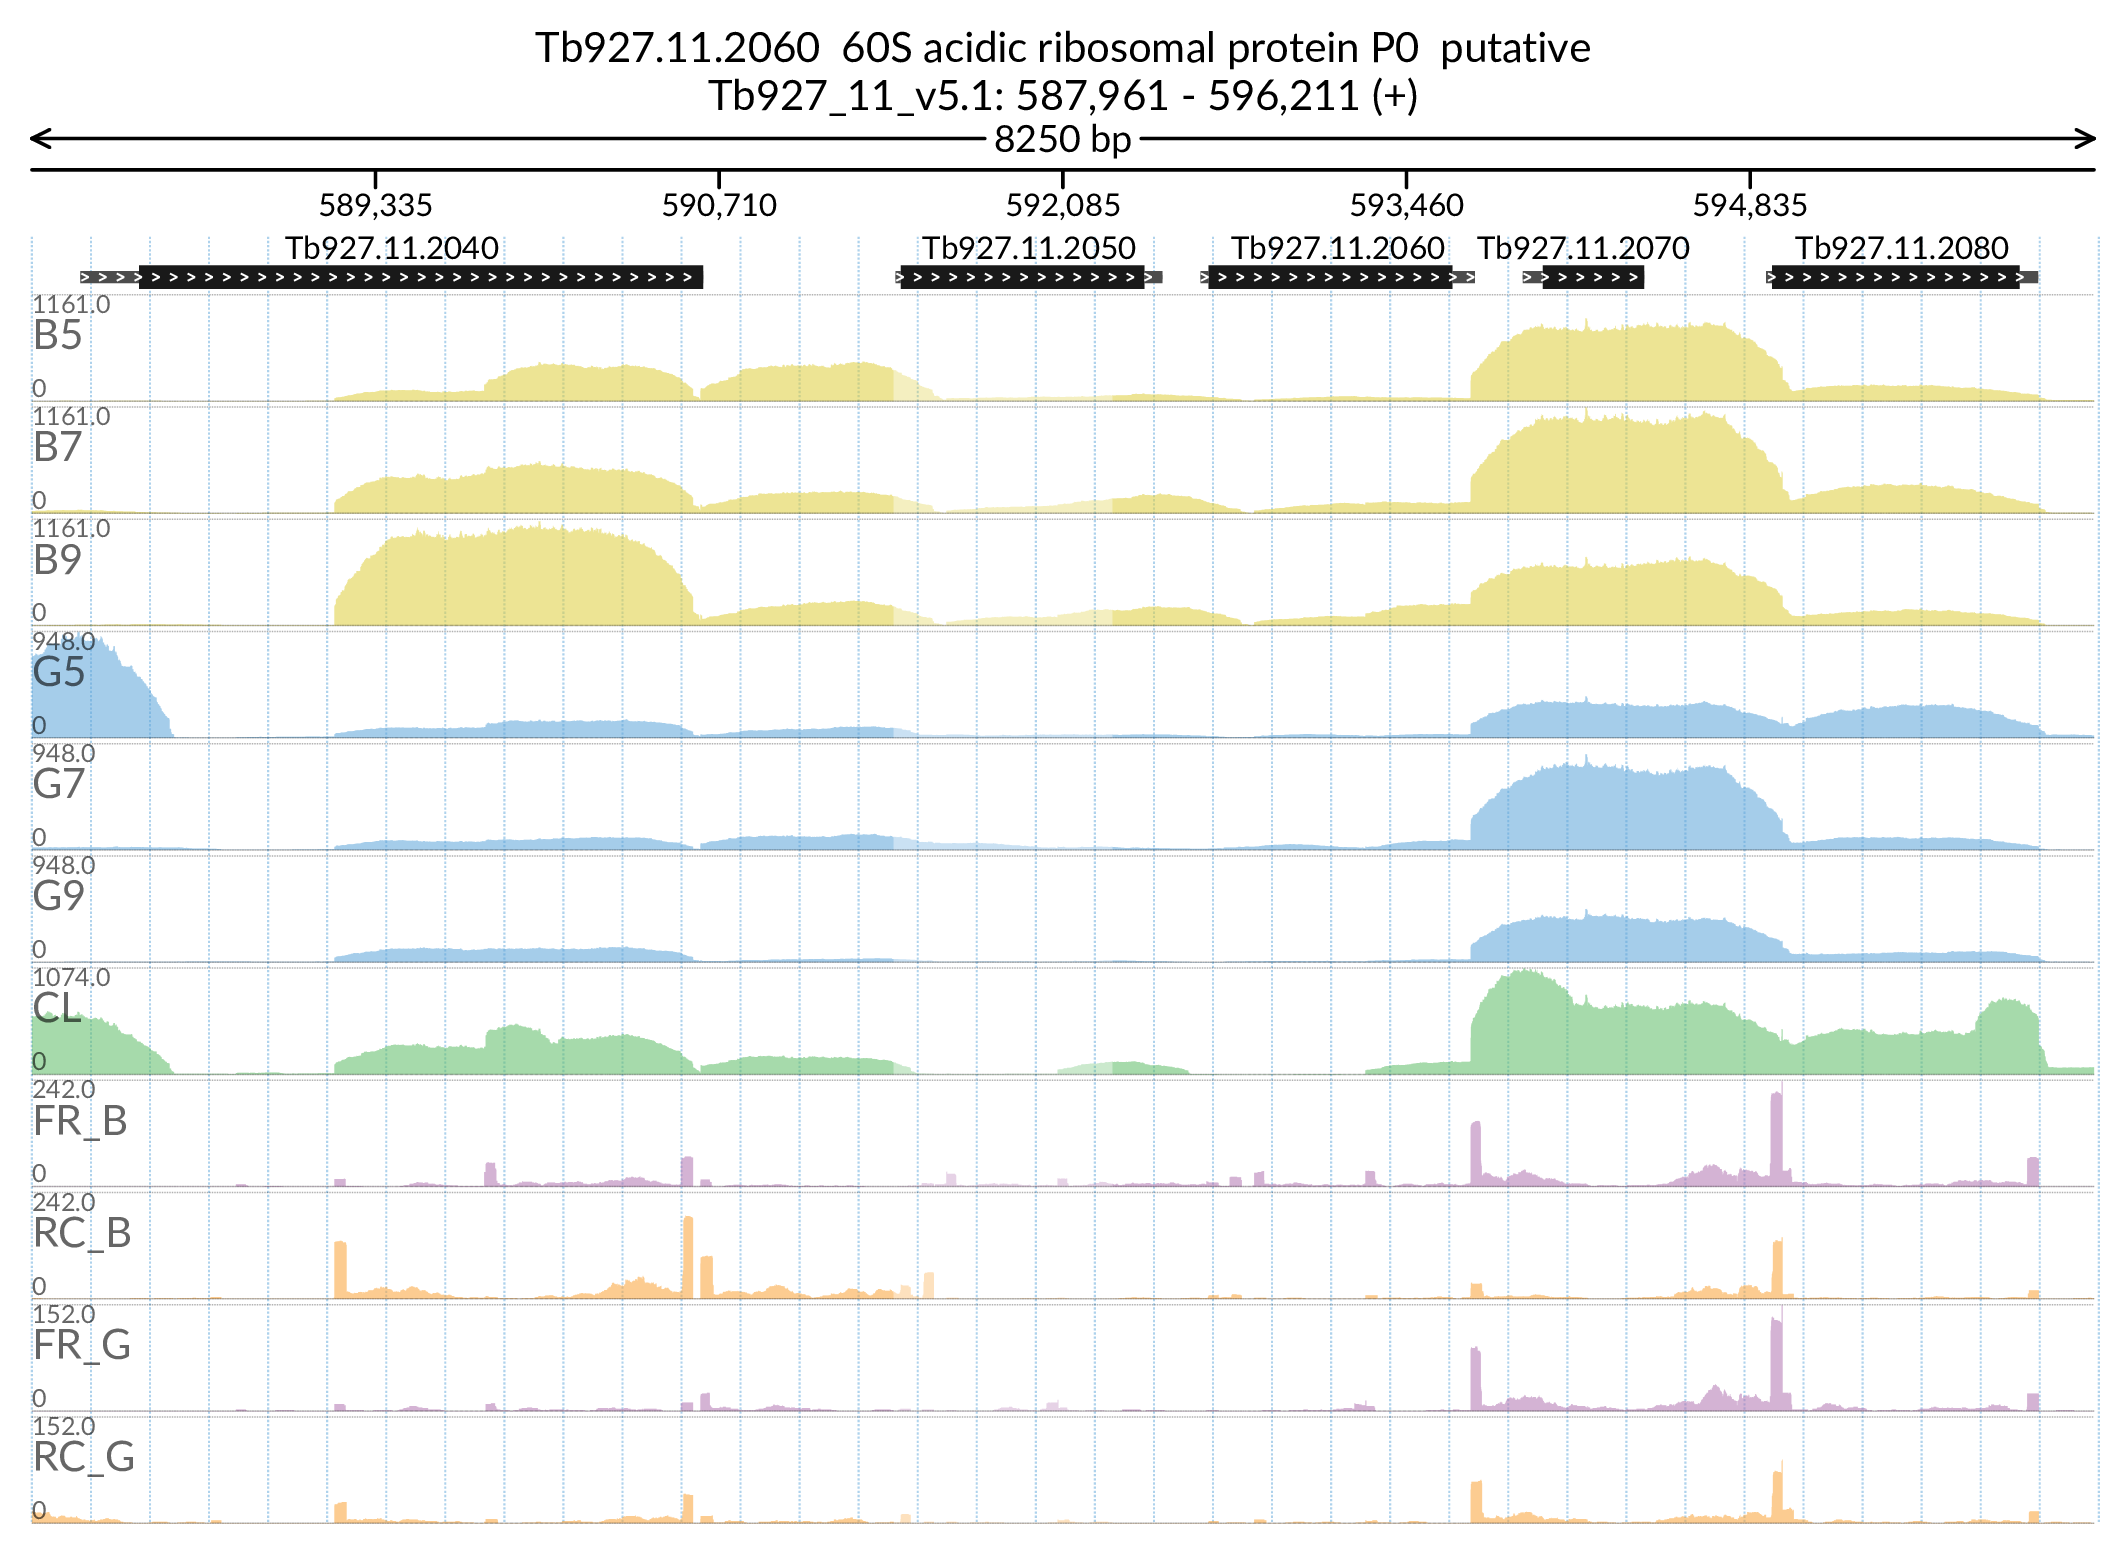 Tb927.11.2060  60S acidic ribosomal protein P0  putative
Tb927_11_v5.1: 587,961 - 596,211 (+)
8250 bp
589,335 590,710 592,085 593,460 594,835
Tb927.11.2040 Tb927.11.2050 Tb927.11.2060 Tb927.11.2070 Tb927.11.2080
1161.0
B5
0
1161.0
B7
0
1161.0
B9
0
948.0
G5
0
948.0
G7
0
948.0
G9
0
1074.0
CL
0
242.0
FR_B
0
242.0
RC_B
0
152.0
FR_G
0
152.0
RC_G
0